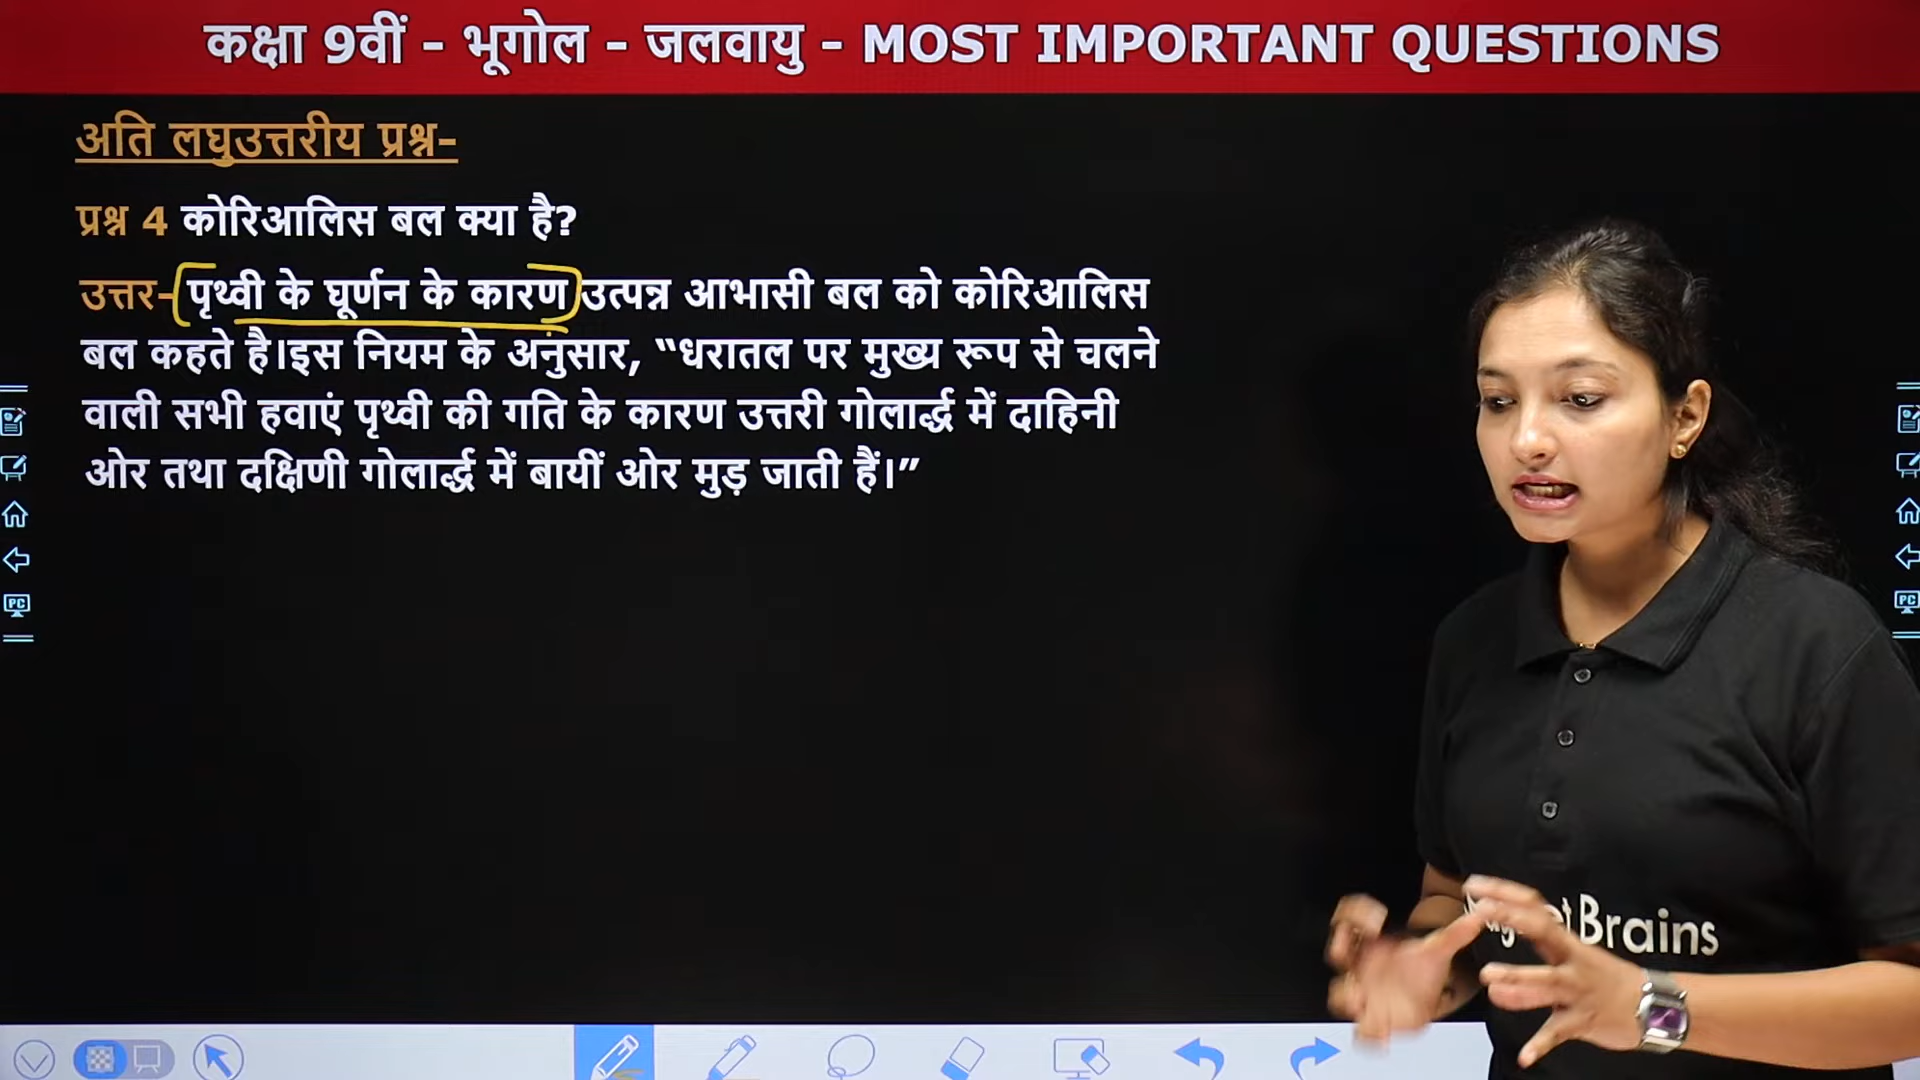 कक्षा 9वीं - भूगोल - जलवायु - MOST IMPORTANT QUESTIONS
अति लघुउत्तरीय प्रश्न-
प्रश्न 4 कोरिआलिस बल क्या है?
उत्तर- पृथ्वी के घूर्णन के कारण उत्पन्न आभासी बल को कोरिआलिस
बल कहते है।इस नियम के अनुसार, “धरातल पर मुख्य रूप से चलने
वाली सभी हवाएं पृथ्वी की गति के कारण उत्तरी गोलार्द्ध में दाहिनी
ओर तथा दक्षिणी गोलार्द्ध में बायीं ओर मुड़ जाती हैं।”
PC
PC
Brains